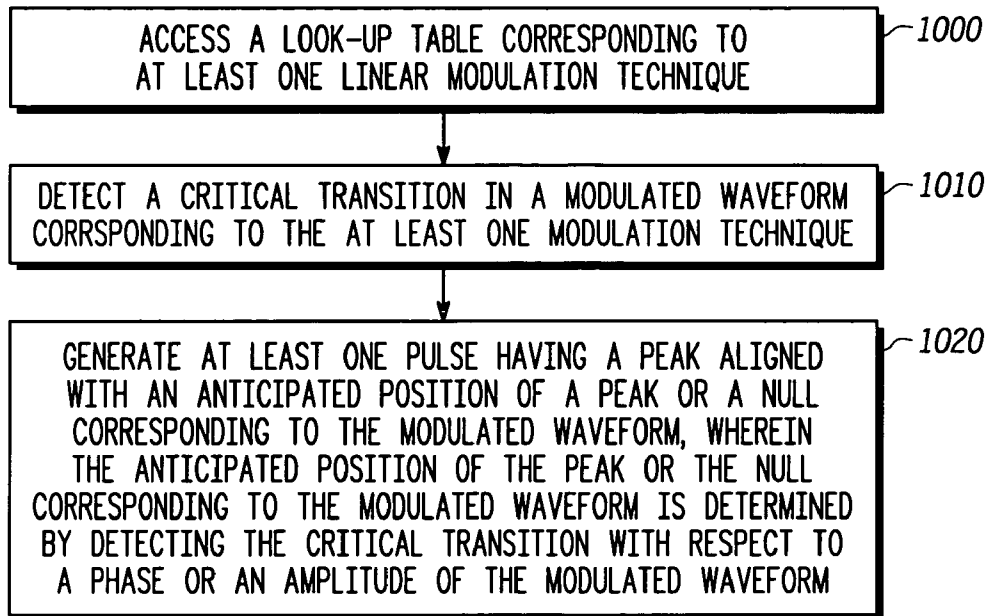 ACCESS A LOOK-UP TABLE CORRESPONDING TO
AT LEAST ONE LINEAR MODULATION TECHNIQUE
1000
DETECT A CRITICAL TRANSITION IN A MODULATED WAVEFORM
CORRSPONDING TO THE AT LEAST ONE MODULATION TECHNIQUE
1010
GENERATE AT LEAST ONE PULSE HAVING A PEAK ALIGNED
WITH AN ANTICIPATED POSITION OF A PEAK OR A NULL
CORRESPONDING TO THE MODULATED WAVEFORM, WHEREIN
THE ANTICIPATED POSITION OF THE PEAK OR THE NULL
CORRESPONDING TO THE MODULATED WAVEFORM IS DETERMINED
BY DETECTING THE CRITICAL TRANSITION WITH RESPECT TO
A PHASE OR AN AMPLITUDE OF THE MODULATED WAVEFORM
1020